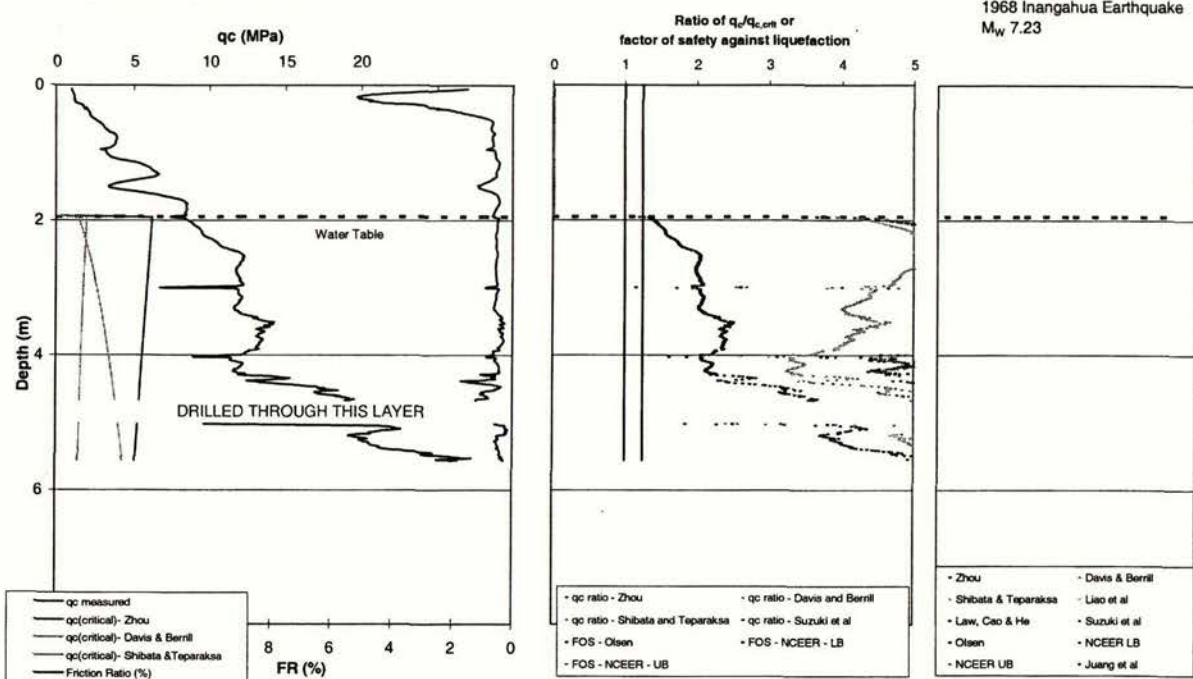 1968 Inangahua Earthquake
Mw 7.23
qc (MPa)
0 5 10 15 20
Ratio of qc/qc,crit or
factor of safety against liquefaction
0 1 2 3 4 5
Depth (m)
0
2
4
6
Water Table
DRILLED THROUGH THIS LAYER
8 6 4 2 0
FR (%)
qc measured
qc(critical)- Zhou
qc(critical)- Davis & Berrill
qc(critical)- Shibata &Teparaksa
Friction Ratio (%)
- qc ratio - Zhou
- qc ratio - Davis and Berrill
- qc ratio - Shibata and Teparaksa
- qc ratio - Suzuki et al
- FOS - Olsen
- FOS - NCEER - LB
- FOS - NCEER - UB
- Zhou
- Davis & Berrill
- Shibata & Teparaksa
- Liao et al
- Law, Cao & He
- Suzuki et al
- Olsen
- NCEER LB
- NCEER UB
- Juang et al